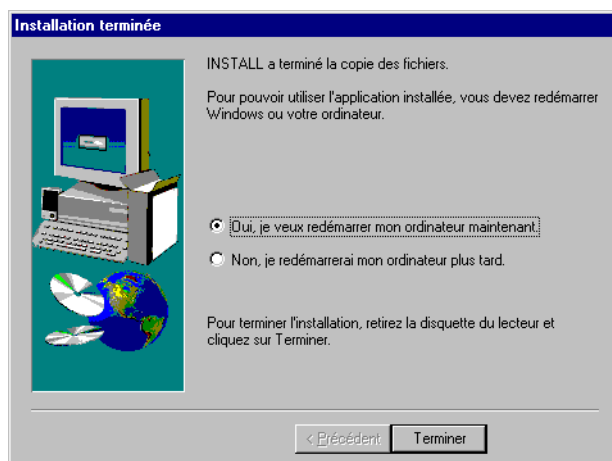 Installation terminée
INSTALL a terminé la copie des fichiers.
Pour pouvoir utiliser l'application installée, vous devez redémarrer
Windows ou votre ordinateur.
Oui, je veux redémarrer mon ordinateur maintenant.
Non, je redémarrerai mon ordinateur plus tard.
Pour terminer l'installation, retirez la disquette du lecteur et
cliquez sur Terminer.
< Précédent
Terminer